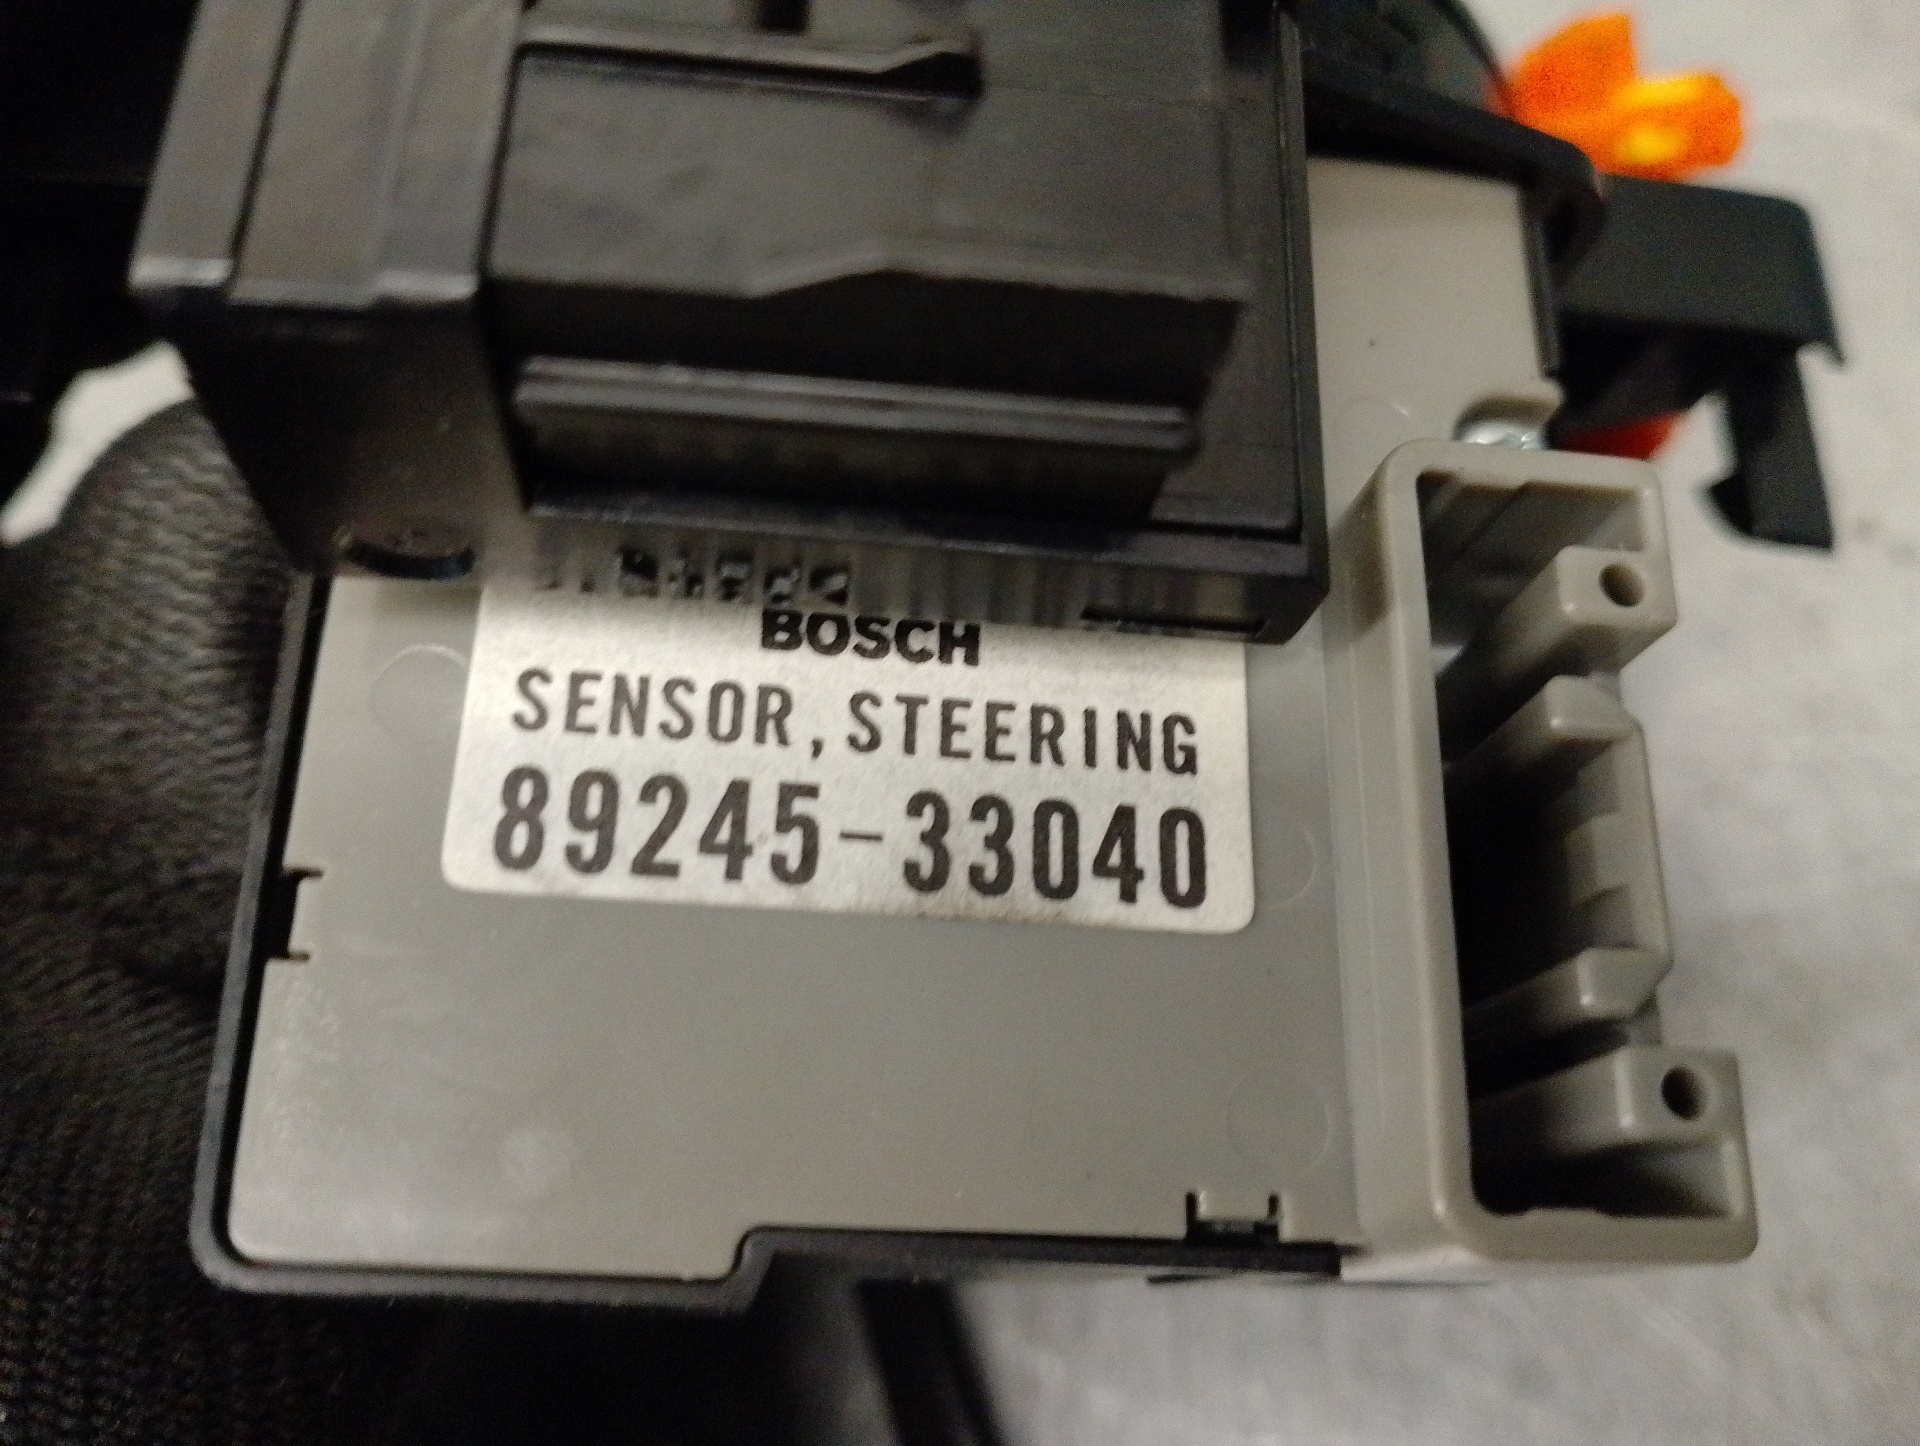 BOSCH
SENSOR, STEERING
89245-33040